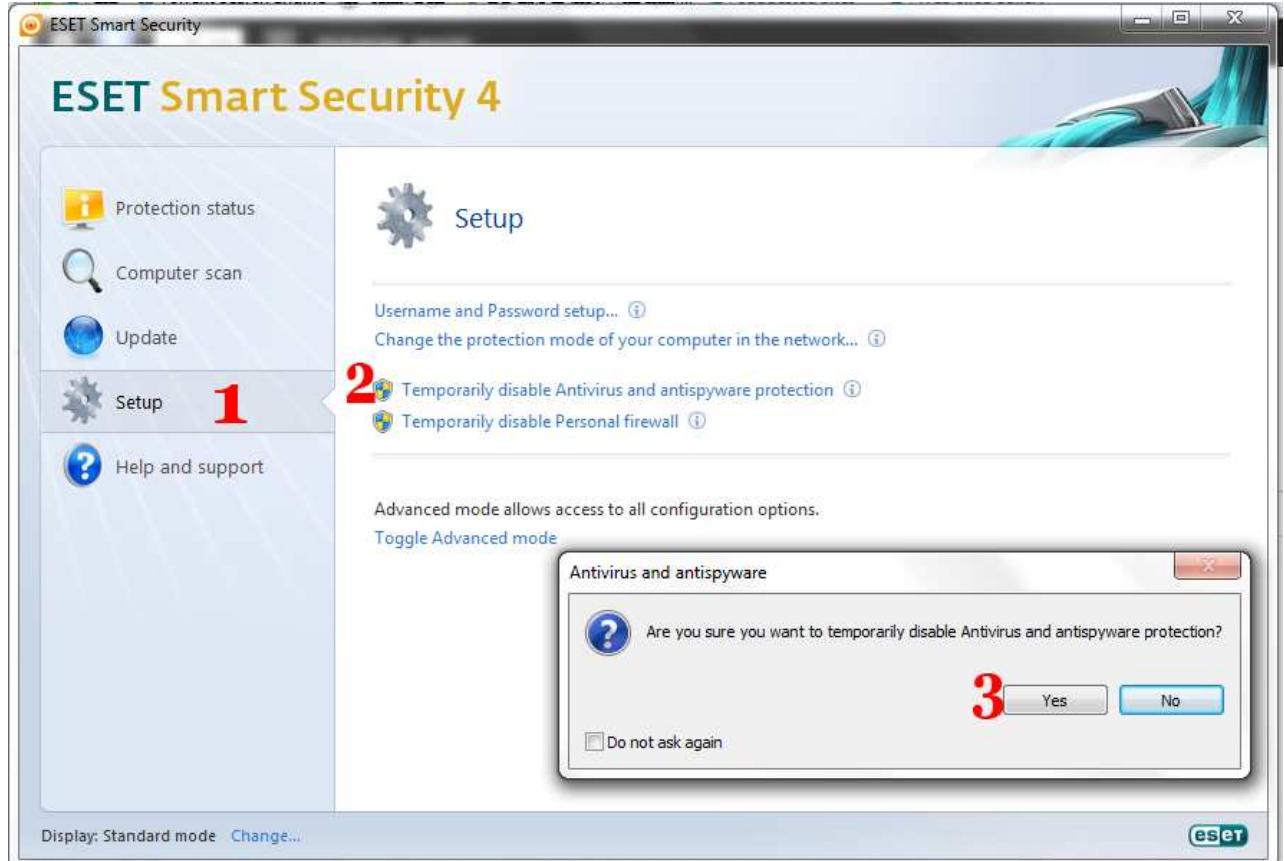 ESET Smart Security
ESET Smart Security 4
Protection status
Computer scan
Update
Setup
1
Help and support
Setup
Username and Password setup...
Change the protection mode of your computer in the network...
2
Temporarily disable Antivirus and antispyware protection
Temporarily disable Personal firewall
Advanced mode allows access to all configuration options.
Toggle Advanced mode
Antivirus and antispyware
Are you sure you want to temporarily disable Antivirus and antispyware protection?
3 Yes No
Do not ask again
Display: Standard mode Change...
eset